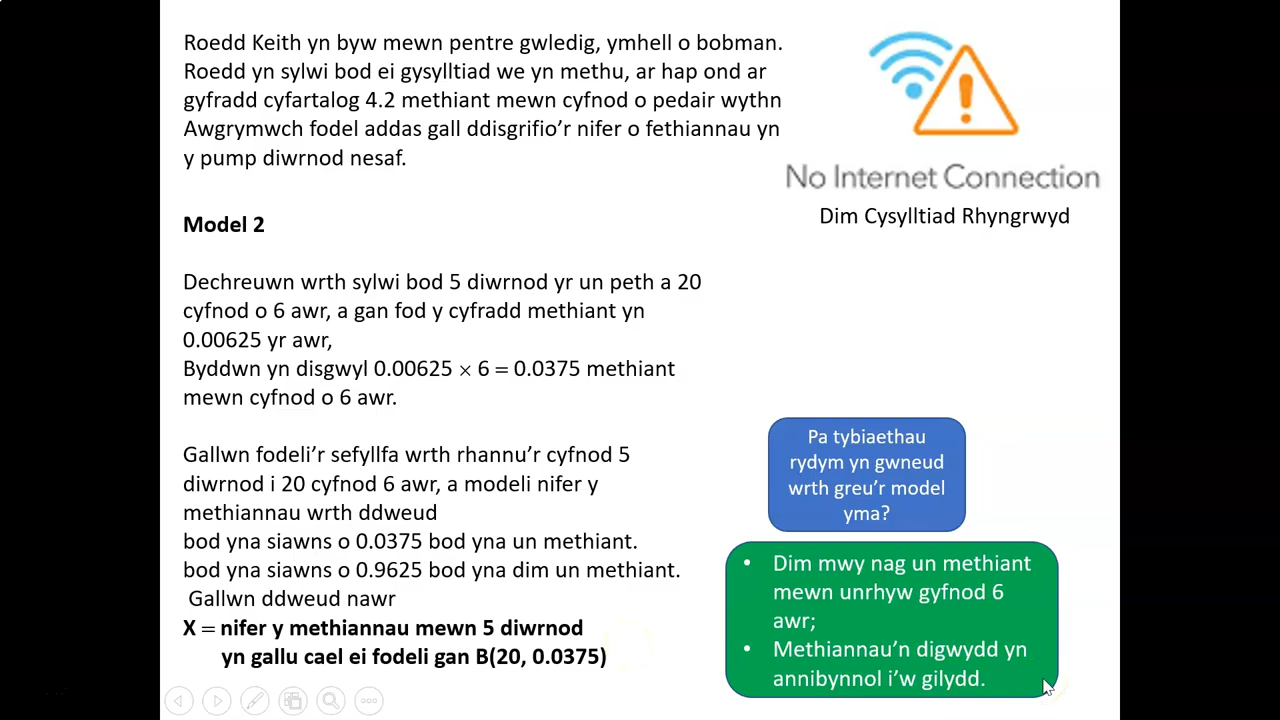 Roedd Keith yn byw mewn pentre gwledig, ymhell o bobman.
Roedd yn sylwi bod ei gysylltiad we yn methu, ar hap ond ar
gyfradd cyfartalog 4.2 methiant mewn cyfnod o pedair wythn
Awgrymwch fodel addas gall ddisgrifio’r nifer o fethiannau yn
y pump diwrnod nesaf.
No Internet Connection
Dim Cysylltiad Rhyngrwyd
Model 2
Dechreuwn wrth sylwi bod 5 diwrnod yr un peth a 20
cyfnod o 6 awr, a gan fod y cyfradd methiant yn
0.00625 yr awr,
Byddwn yn disgwyl 0.00625 × 6 = 0.0375 methiant
mewn cyfnod o 6 awr.
Gallwn fodeli’r sefyllfa wrth rhannu’r cyfnod 5
diwrnod i 20 cyfnod 6 awr, a modeli nifer y
methiannau wrth ddweud
bod yna siawns o 0.0375 bod yna un methiant.
bod yna siawns o 0.9625 bod yna dim un methiant.
Gallwn ddweud nawr
X = nifer y methiannau mewn 5 diwrnod
yn gallu cael ei fodeli gan B(20, 0.0375)
Pa tybiaethau
rydym yn gwneud
wrth greu’r model
yma?
• Dim mwy nag un methiant
mewn unrhyw gyfnod 6
awr;
• Methiannau’n digwydd yn
annibynnol i’w gilydd.